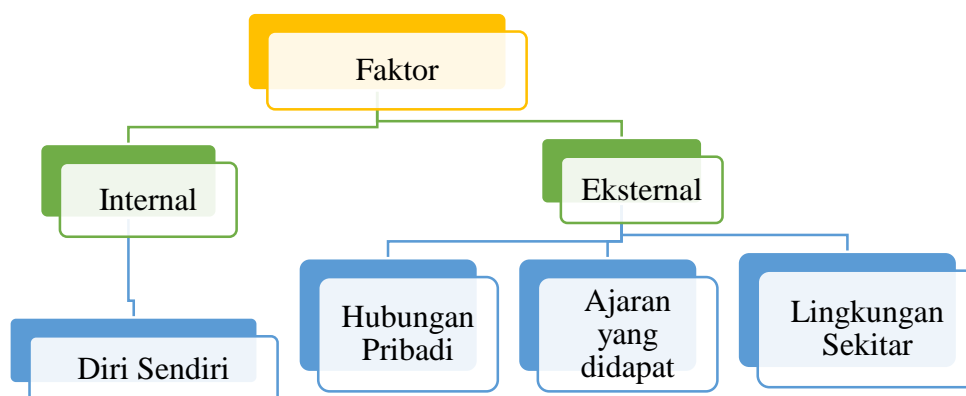 Faktor
Internal
Eksternal
Diri Sendiri
Hubungan
Pribadi
Ajaran
yang
didapat
Lingkungan
Sekitar